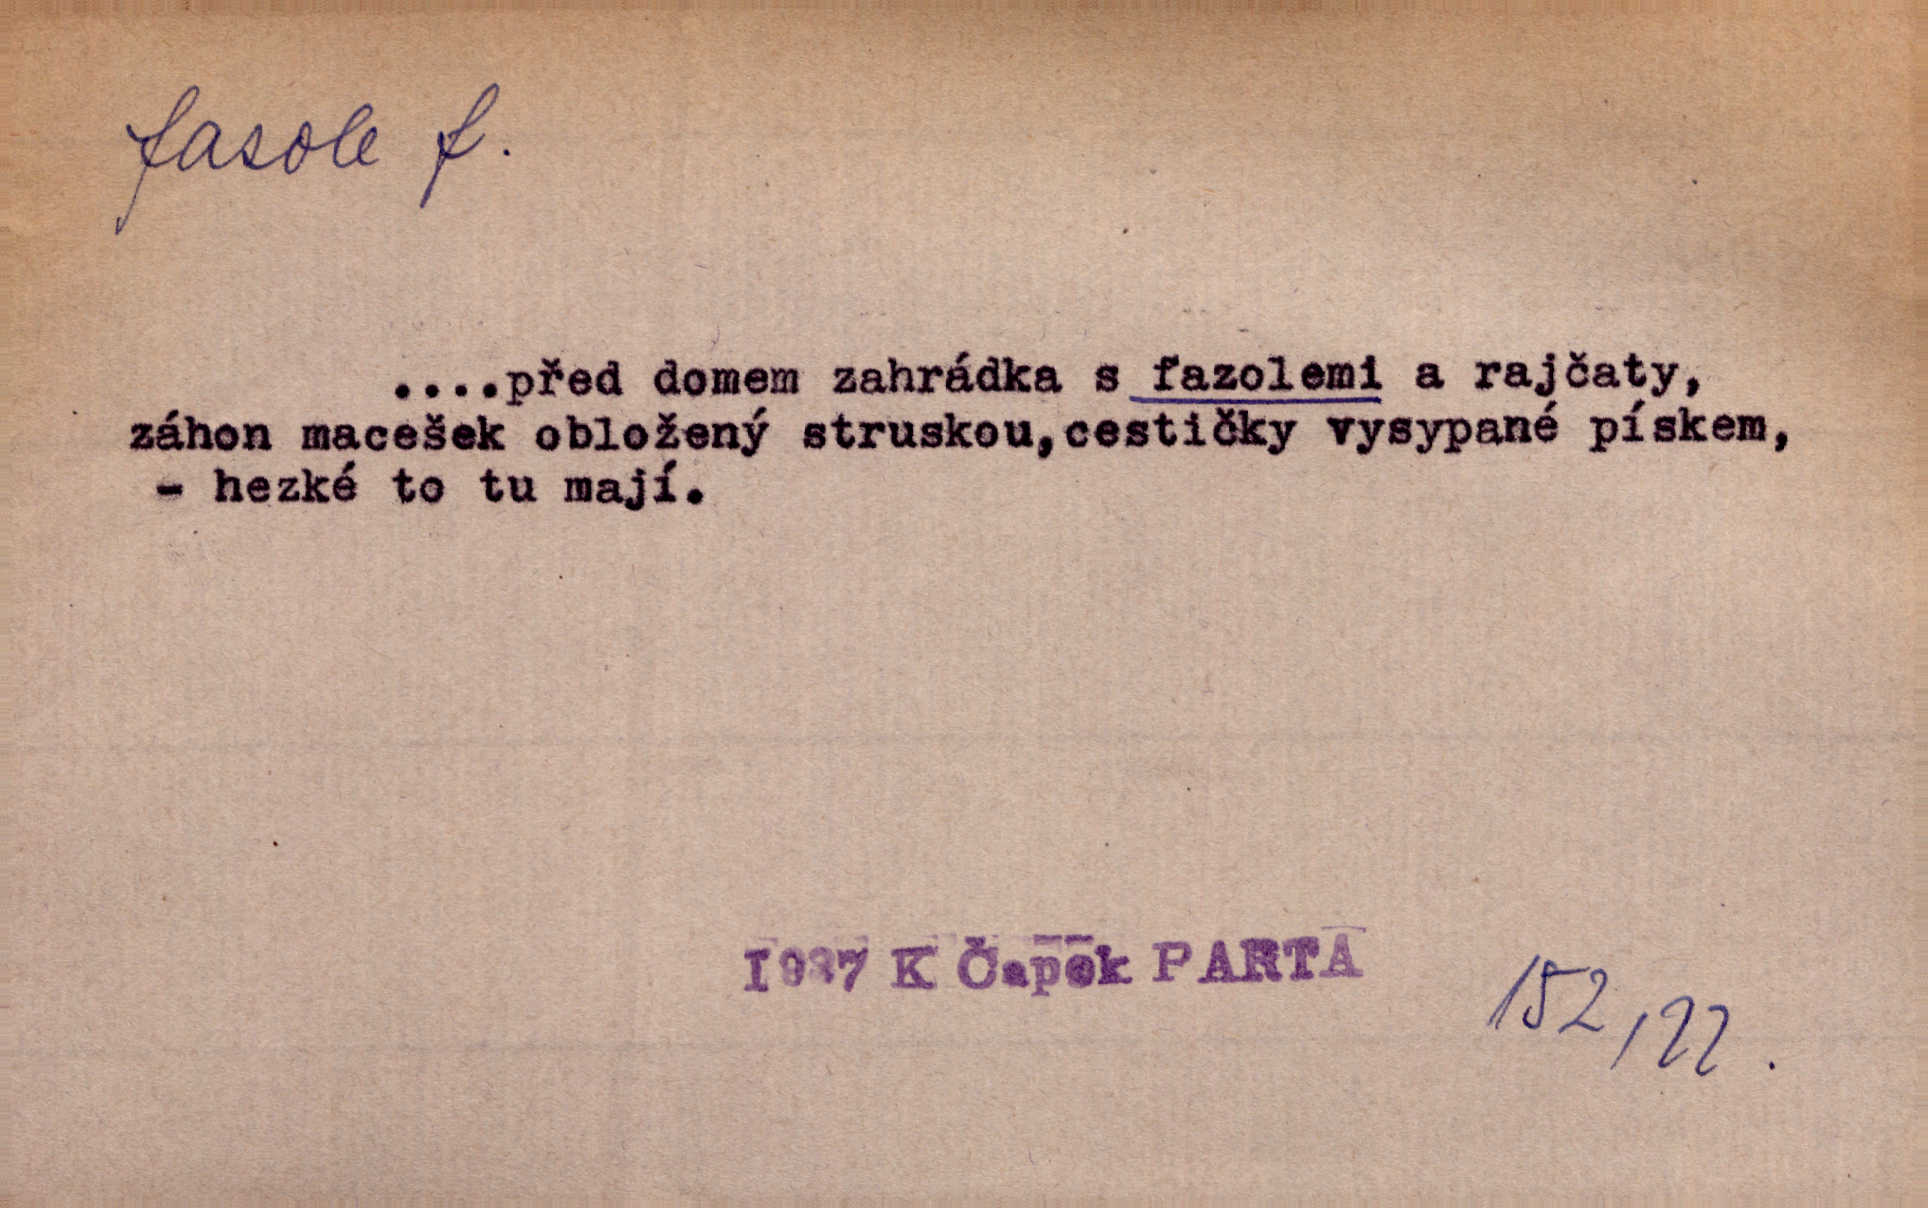 fasole f.
....před domem zahrádka s fazolemi a rajčaty,
záhon macešek obložený struskou,cestičky vysypané pískem,
- hezké to tu mají.
1937 K Čapek PARTA
152,22.